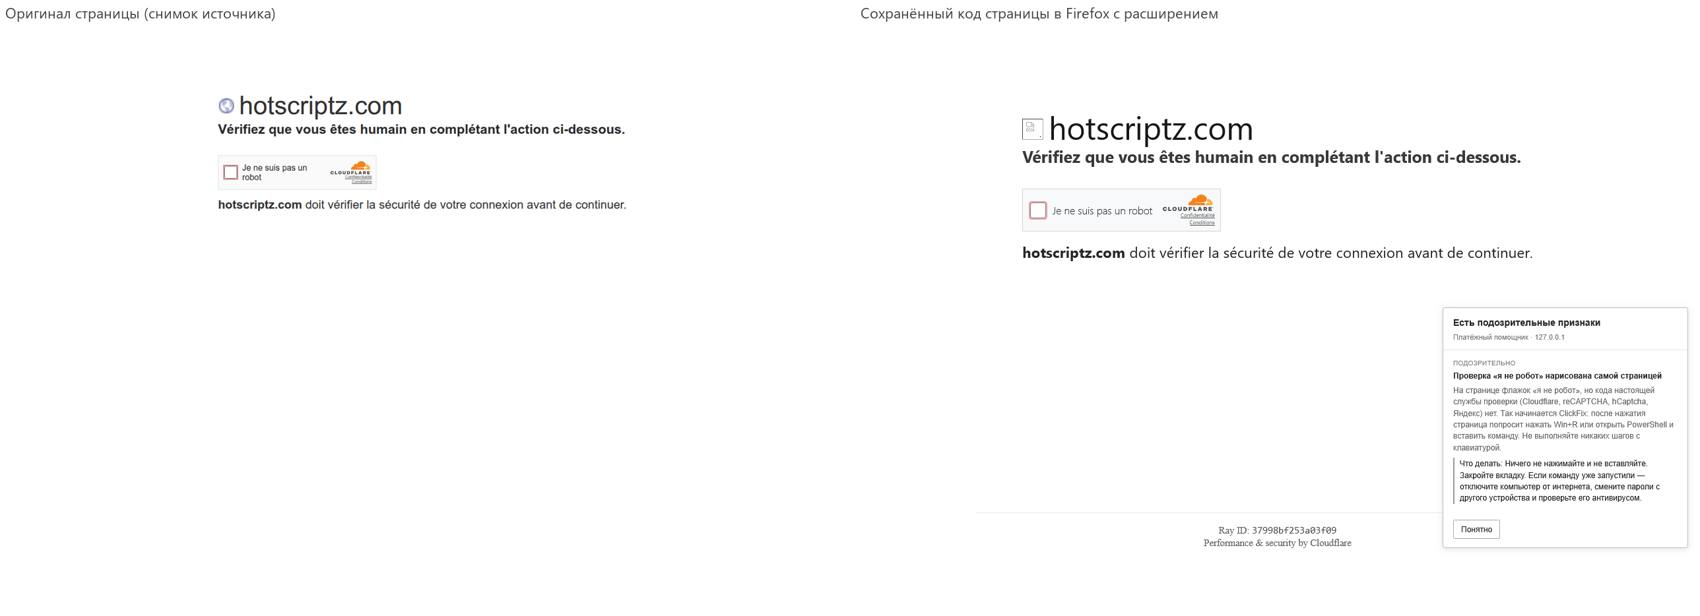 Оригинал страницы (снимок источника)
hotscriptz.com
Vérifiez que vous êtes humain en complétant l'action ci-dessous.
Je ne suis pas un
robot
CLOUDFLARE
Confidentialité
Conditions
hotscriptz.com doit vérifier la sécurité de votre connexion avant de continuer.
Сохранённый код страницы в Firefox с расширением
hotscriptz.com
Vérifiez que vous êtes humain en complétant l'action ci-dessous.
Je ne suis pas un robot
CLOUDFLARE
Confidentialité
Conditions
hotscriptz.com doit vérifier la sécurité de votre connexion avant de continuer.
Ray ID: 37998bf253a03f09
Performance & security by Cloudflare
Есть подозрительные признаки
Платёжный помощник · 127.0.0.1
ПОДОЗРИТЕЛЬНО
Проверка «я не робот» нарисована самой страницей
На странице флажок «я не робот», но кода настоящей
службы проверки (Cloudflare, reCAPTCHA, hCaptcha,
Яндекс) нет. Так начинается ClickFix: после нажатия
страница попросит нажать Win+R или открыть PowerShell и
вставить команду. Не выполняйте никаких шагов с
клавиатурой.
Что делать: Ничего не нажимайте и не вставляйте.
Закройте вкладку. Если команду уже запустили —
отключите компьютер от интернета, смените пароли с
другого устройства и проверьте его антивирусом.
Понятно